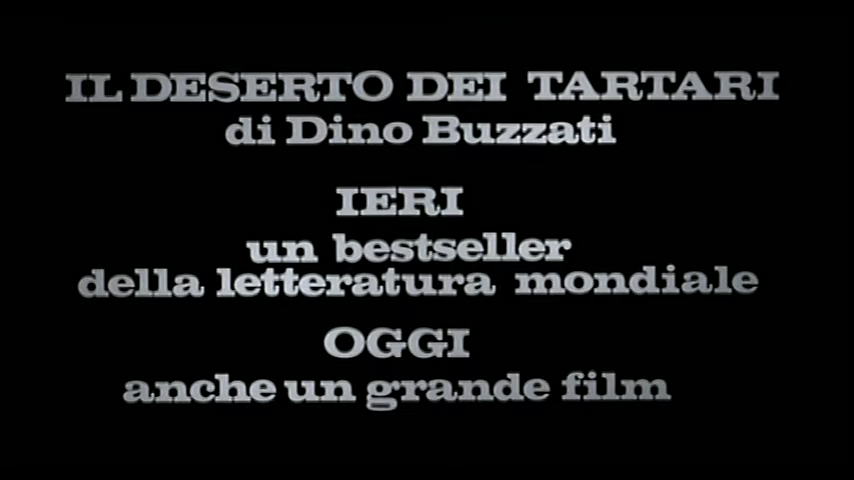 IL DESERTO DEI TARTARI
di Dino Buzzati
IERI
un bestseller
della letteratura mondiale
OGGI
anche un grande film